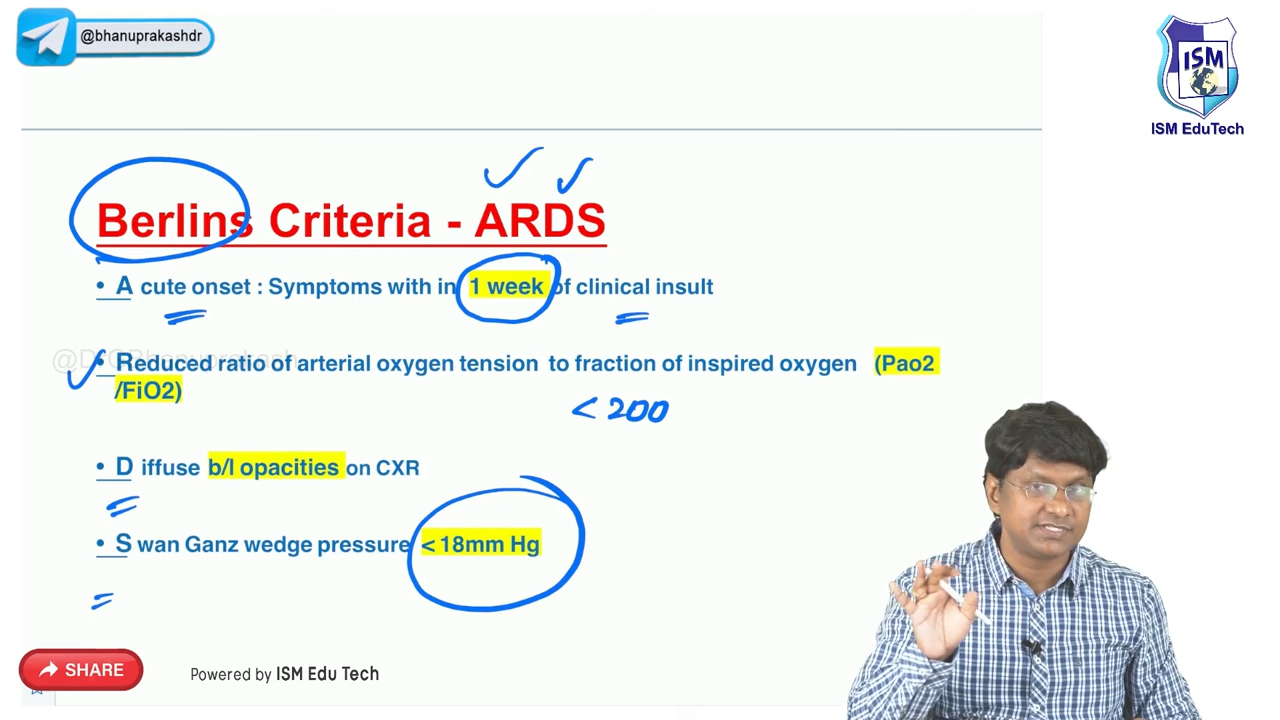 @bhanuprakashdr
ISM
ISM EduTech
Berlins Criteria - ARDS
• A cute onset : Symptoms with in 1 week of clinical insult
@DrGBhanuprakash
• Reduced ratio of arterial oxygen tension to fraction of inspired oxygen (Pao2
/FiO2)
< 200
• D iffuse b/l opacities on CXR
• S wan Ganz wedge pressure < 18mm Hg
SHARE
Powered by ISM Edu Tech